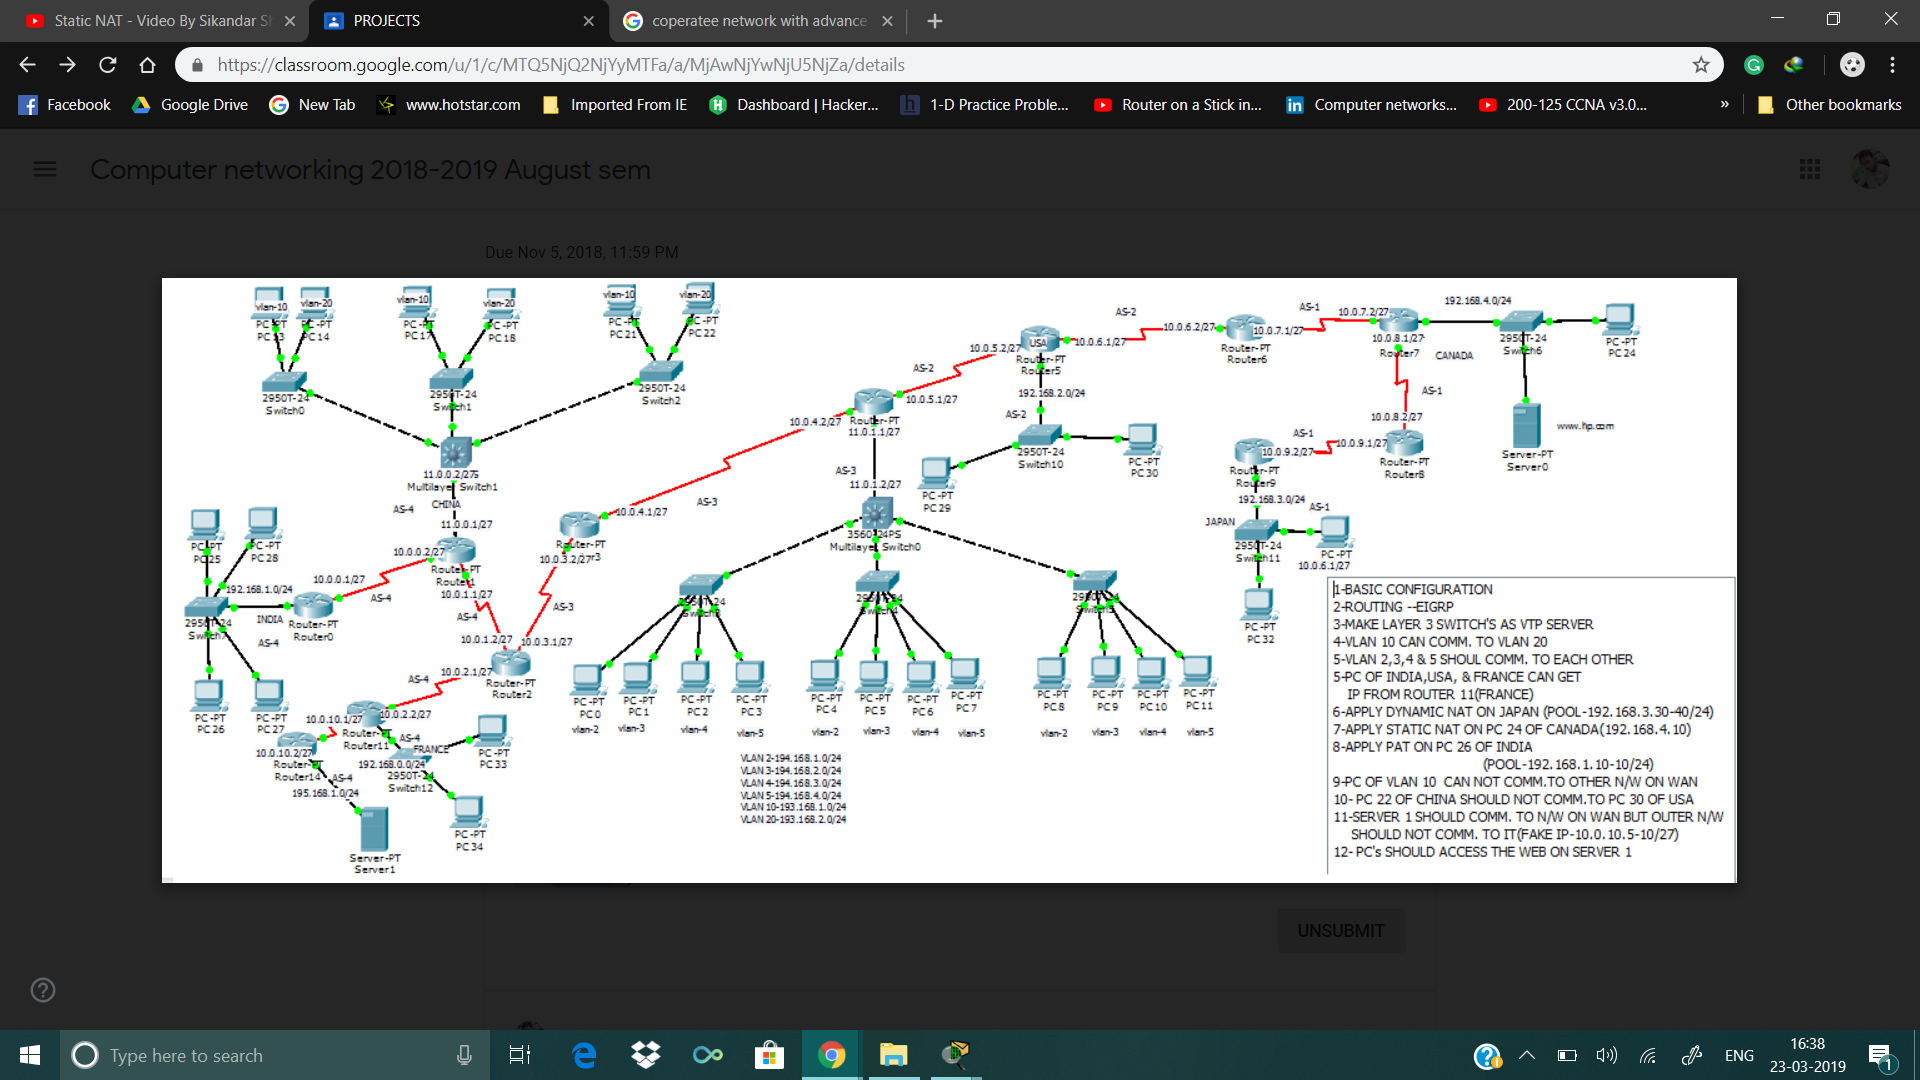 Static NAT - Video By Sikandar S
PROJECTS
coperatee network with advance
https://classroom.google.com/u/1/c/MTQ5NjQ2NjYyMTFa/a/MjAwNjYwNjU5NjZa/details
Facebook
Google Drive
New Tab
www.hotstar.com
Imported From IE
Dashboard | Hacker...
1-D Practice Proble...
Router on a Stick in...
Computer networks...
200-125 CCNA v3.0...
»
Other bookmarks
Computer networking 2018-2019 August sem
Due Nov 5, 2018, 11:59 PM
vlan-10
vlan-20
vlan-10
vlan-20
vlan-10
vlan-20
PC-PT
PC14
PC-PT
PC17
PC-PT
PC18
PC-PT
PC21
PC-PT
PC22
2950T-24
Switch0
2950T-24
Switch1
2950T-24
Switch2
11.0.0.2/27
Multilayer Switch1
CHINA
AS-4
11.0.0.1/27
PC-PT
PC25
PC-PT
PC28
10.0.0.2/27
Router-PT
Router1
10.0.1.1/27
192.168.1.0/24
10.0.0.1/27
AS-4
2950T-24
Switch7
INDIA
AS-4
Router-PT
Router0
AS-4
10.0.1.2/27
10.0.3.1/27
Router-PT
Router2
10.0.2.1/27
AS-4
PC-PT
PC26
PC-PT
PC27
10.0.10.1/27
10.0.2.2/27
Router-PT
Router11
AS-4
FRANCE
PC-PT
PC33
10.0.10.2/27
Router-PT
Router14
AS-4
192.168.0.0/24
2950T-24
Switch12
195.168.1.0/24
PC-PT
PC34
Server-PT
Server1
10.0.3.2/27
AS-3
Router-PT
10.0.4.1/27
AS-3
10.0.4.2/27
Router-PT
11.0.1.1/27
10.0.5.1/27
AS-2
10.0.5.2/27
USA
Router-PT
Router5
10.0.6.1/27
AS-2
10.0.6.2/27
Router-PT
Router6
10.0.7.1/27
AS-1
10.0.7.2/27
10.0.8.1/27
Router7
CANADA
192.168.4.0/24
2950T-24
Switch6
PC-PT
PC24
AS-1
10.0.8.2/27
Router-PT
Router8
10.0.9.1/27
AS-1
10.0.9.2/27
Router-PT
Router9
www.hp.com
Server-PT
Server0
192.168.2.0/24
AS-2
2950T-24
Switch10
PC-PT
PC30
PC-PT
PC29
AS-3
11.0.1.2/27
3560-24PS
Multilayer Switch0
192.168.3.0/24
JAPAN
AS-1
2950T-24
Switch11
PC-PT
10.0.6.1/27
PC-PT
PC32
2950T-24
Switch3
2950T-24
Switch4
2950T-24
Switch5
PC-PT
PC0
PC-PT
PC1
PC-PT
PC2
PC-PT
PC3
PC-PT
PC4
PC-PT
PC5
PC-PT
PC6
PC-PT
PC7
PC-PT
PC8
PC-PT
PC9
PC-PT
PC10
PC-PT
PC11
vlan-2
vlan-3
vlan-4
vlan-5
vlan-2
vlan-3
vlan-4
vlan-5
vlan-2
vlan-3
vlan-4
vlan-5
VLAN 2-194.168.1.0/24
VLAN 3-194.168.2.0/24
VLAN 4-194.168.3.0/24
VLAN 5-194.168.4.0/24
VLAN 10-193.168.1.0/24
VLAN 20-193.168.2.0/24
1-BASIC CONFIGURATION
2-ROUTING --EIGRP
3-MAKE LAYER 3 SWITCH'S AS VTP SERVER
4-VLAN 10 CAN COMM. TO VLAN 20
5-VLAN 2,3,4 & 5 SHOUL COMM. TO EACH OTHER
5-PC OF INDIA,USA, & FRANCE CAN GET
IP FROM ROUTER 11(FRANCE)
6-APPLY DYNAMIC NAT ON JAPAN (POOL-192.168.3.30-40/24)
7-APPLY STATIC NAT ON PC 24 OF CANADA(192.168.4.10)
8-APPLY PAT ON PC 26 OF INDIA
(POOL-192.168.1.10-10/24)
9-PC OF VLAN 10 CAN NOT COMM.TO OTHER N/W ON WAN
10- PC 22 OF CHINA SHOULD NOT COMM.TO PC 30 OF USA
11-SERVER 1 SHOULD COMM. TO N/W ON WAN BUT OUTER N/W
SHOULD NOT COMM. TO IT(FAKE IP-10.0.10.5-10/27)
12- PC's SHOULD ACCESS THE WEB ON SERVER 1
UNSUBMIT
Type here to search
ENG
16:38
23-03-2019
1